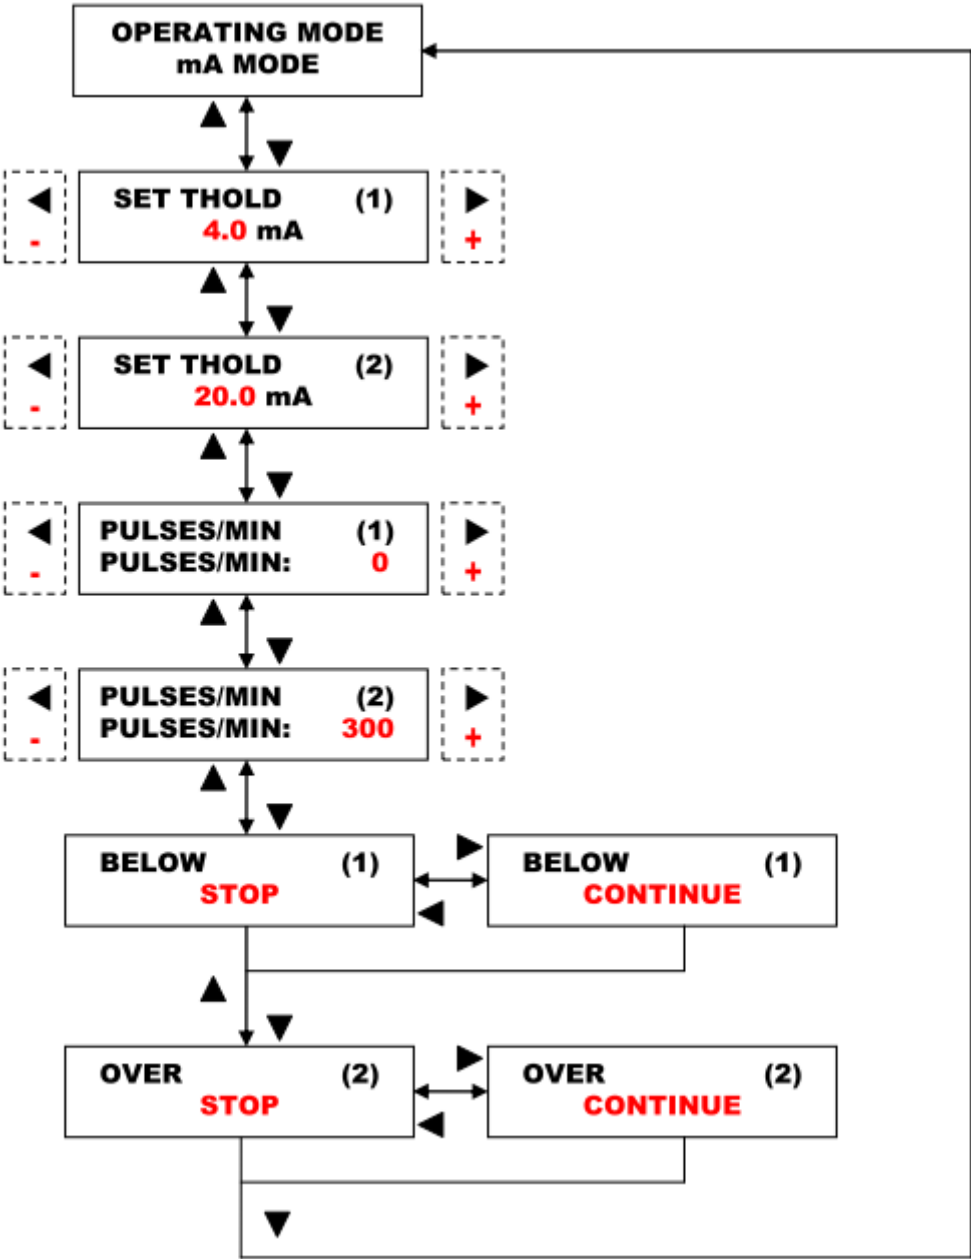 OPERATING MODE
mA MODE
SET THOLD (1)
4.0 mA
- +
SET THOLD (2)
20.0 mA
- +
PULSES/MIN (1)
PULSES/MIN: 0
- +
PULSES/MIN (2)
PULSES/MIN: 300
- +
BELOW (1)
STOP
BELOW (1)
CONTINUE
OVER (2)
STOP
OVER (2)
CONTINUE